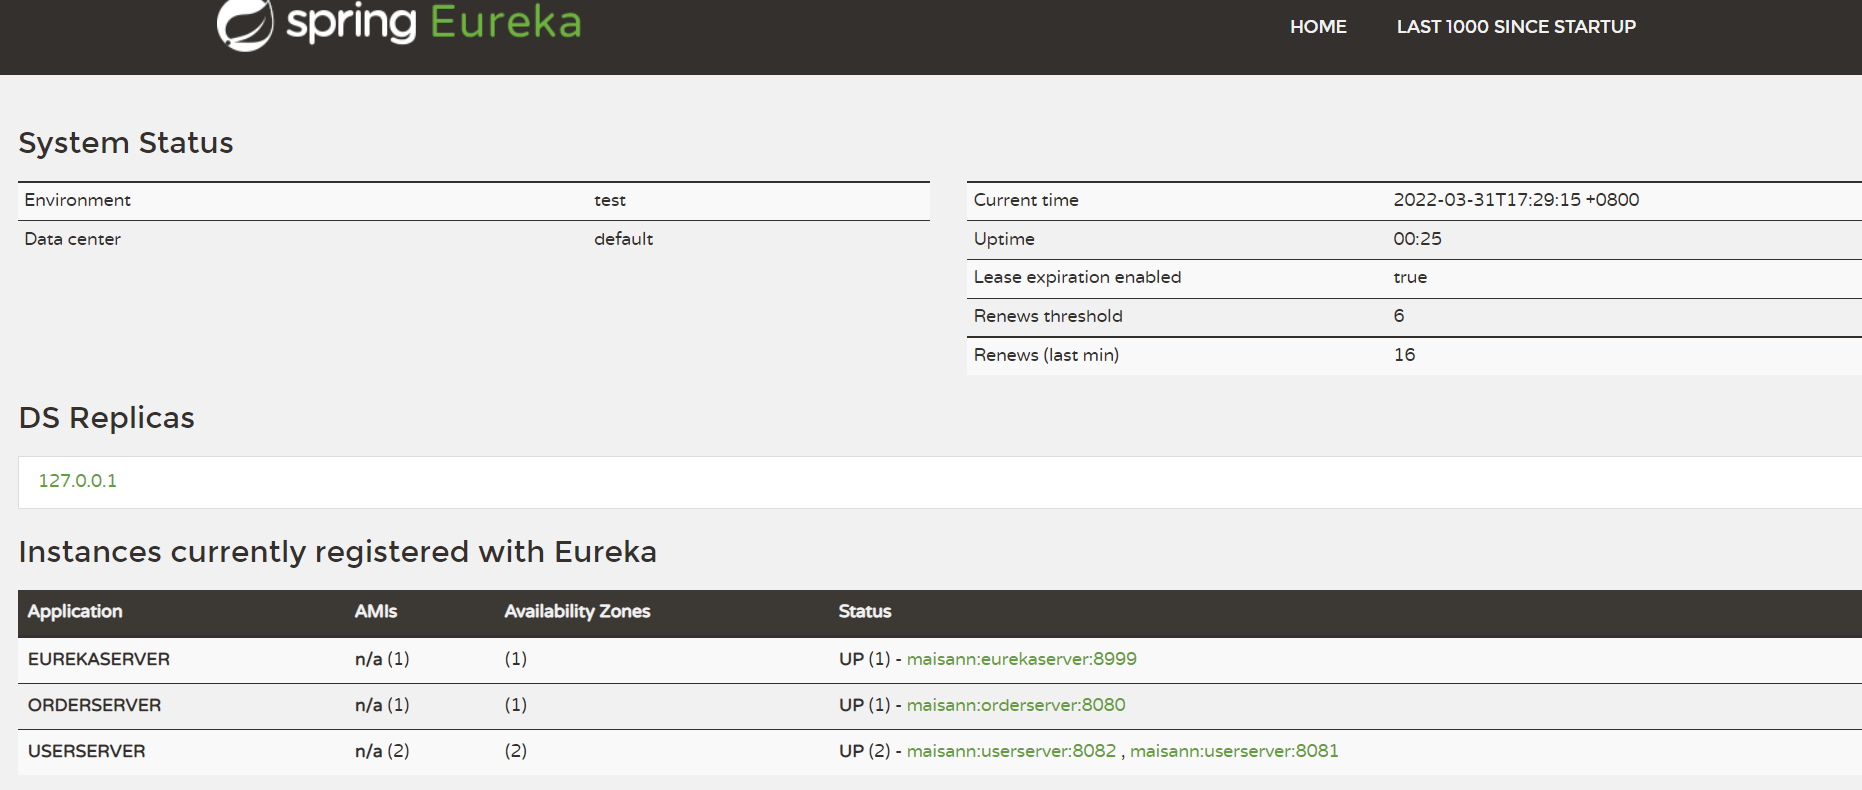 spring Eureka
HOME LAST 1000 SINCE STARTUP
System Status
Environment test
Data center default
Current time 2022-03-31T17:29:15 +0800
Uptime 00:25
Lease expiration enabled true
Renews threshold 6
Renews (last min) 16
DS Replicas
127.0.0.1
Instances currently registered with Eureka
Application AMIs Availability Zones Status
EUREKASERVER n/a (1) (1) UP (1) - maisann:eurekaserver:8999
ORDERSERVER n/a (1) (1) UP (1) - maisann:orderserver:8080
USERSERVER n/a (2) (2) UP (2) - maisann:userserver:8082 , maisann:userserver:8081